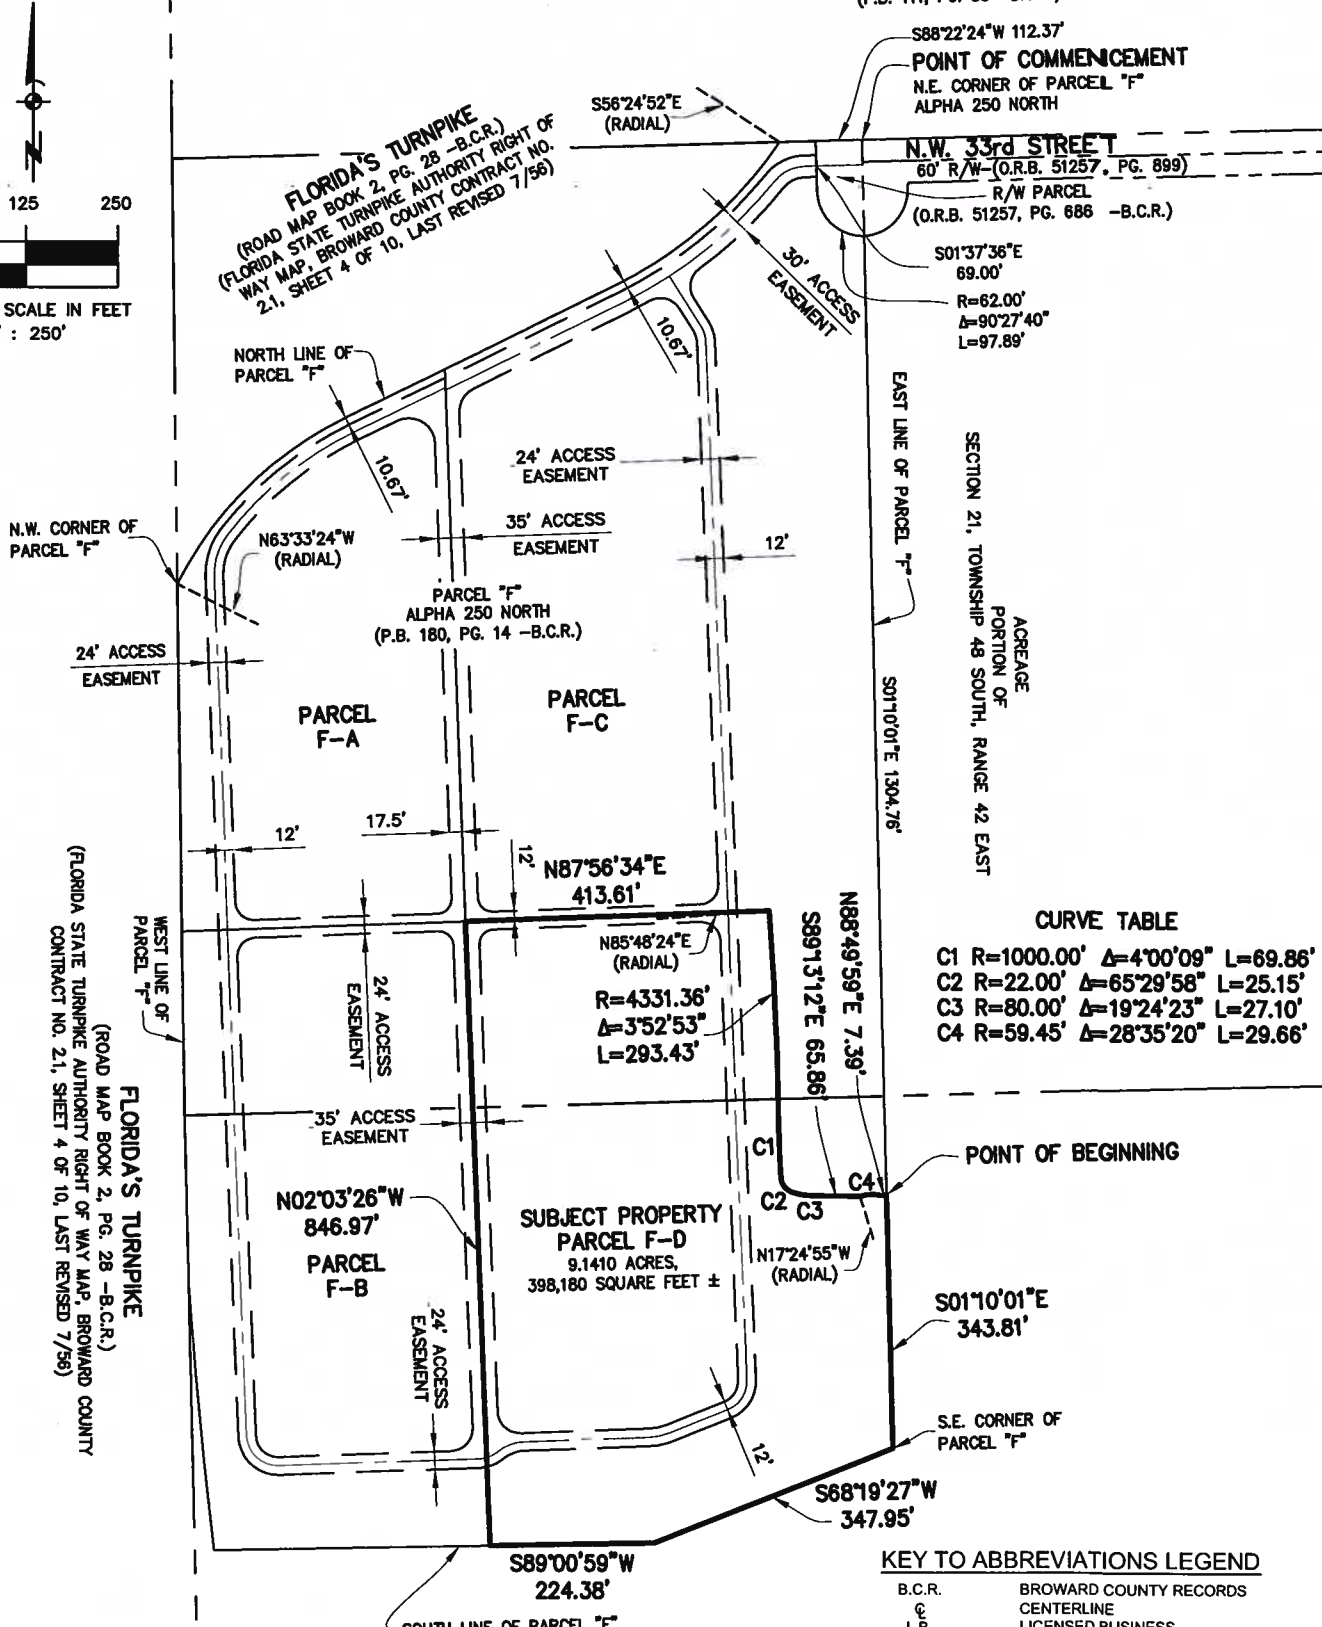 S88°22'24"W 112.37'
POINT OF COMMENCEMENT
N.E. CORNER OF PARCEL "F"
ALPHA 250 NORTH
S56°24'52"E
(RADIAL)
N.W. 33rd STREET
60' R/W-(O.R.B. 51257, PG. 899)
R/W PARCEL
(O.R.B. 51257, PG. 686 -B.C.R.)
S01°37'36"E
69.00'
R=62.00'
Δ=90°27'40"
L=97.89'
FLORIDA'S TURNPIKE
(ROAD MAP BOOK 2, PG. 28 -B.C.R.)
(FLORIDA STATE TURNPIKE AUTHORITY RIGHT OF
WAY MAP, BROWARD COUNTY CONTRACT NO.
2.1, SHEET 4 OF 10, LAST REVISED 7/56)
125 250
SCALE IN FEET
: 250'
30' ACCESS
EASEMENT
NORTH LINE OF
PARCEL "F"
10.67'
10.67'
EAST LINE OF PARCEL "F"
24' ACCESS
EASEMENT
35' ACCESS
EASEMENT
12'
N.W. CORNER OF
PARCEL "F"
N63°33'24"W
(RADIAL)
PARCEL "F"
ALPHA 250 NORTH
(P.B. 180, PG. 14 -B.C.R.)
24' ACCESS
EASEMENT
ACREAGE
PORTION OF
SECTION 21, TOWNSHIP 48 SOUTH, RANGE 42 EAST
S01°10'01"E 1304.76'
PARCEL
F-A
PARCEL
F-C
12'
17.5'
12'
N87°56'34"E
413.61'
N88°49'59"E 7.39'
S89°13'12"E 65.86'
CURVE TABLE
C1 R=1000.00' Δ=4°00'09" L=69.86'
C2 R=22.00' Δ=65°29'58" L=25.15'
C3 R=80.00' Δ=19°24'23" L=27.10'
C4 R=59.45' Δ=28°35'20" L=29.66'
WEST LINE OF
PARCEL "F"
N85°48'24"E
(RADIAL)
R=4331.36'
Δ=3°52'53"
L=293.43'
24' ACCESS
EASEMENT
35' ACCESS
EASEMENT
FLORIDA'S TURNPIKE
(ROAD MAP BOOK 2, PG. 28 -B.C.R.)
(FLORIDA STATE TURNPIKE AUTHORITY RIGHT OF WAY MAP, BROWARD COUNTY
CONTRACT NO. 2.1, SHEET 4 OF 10, LAST REVISED 7/56)
C1
C2
C3
C4
POINT OF BEGINNING
N02°03'26"W
846.97'
PARCEL
F-B
SUBJECT PROPERTY
PARCEL F-D
9.1410 ACRES,
398,180 SQUARE FEET ±
N17°24'55"W
(RADIAL)
S01°10'01"E
343.81'
24' ACCESS
EASEMENT
12'
S.E. CORNER OF
PARCEL "F"
S68°19'27"W
347.95'
S89°00'59"W
224.38'
SOUTH LINE OF PARCEL "F"
KEY TO ABBREVIATIONS LEGEND
B.C.R. BROWARD COUNTY RECORDS
℄ CENTERLINE
L.B. LICENSED BUSINESS